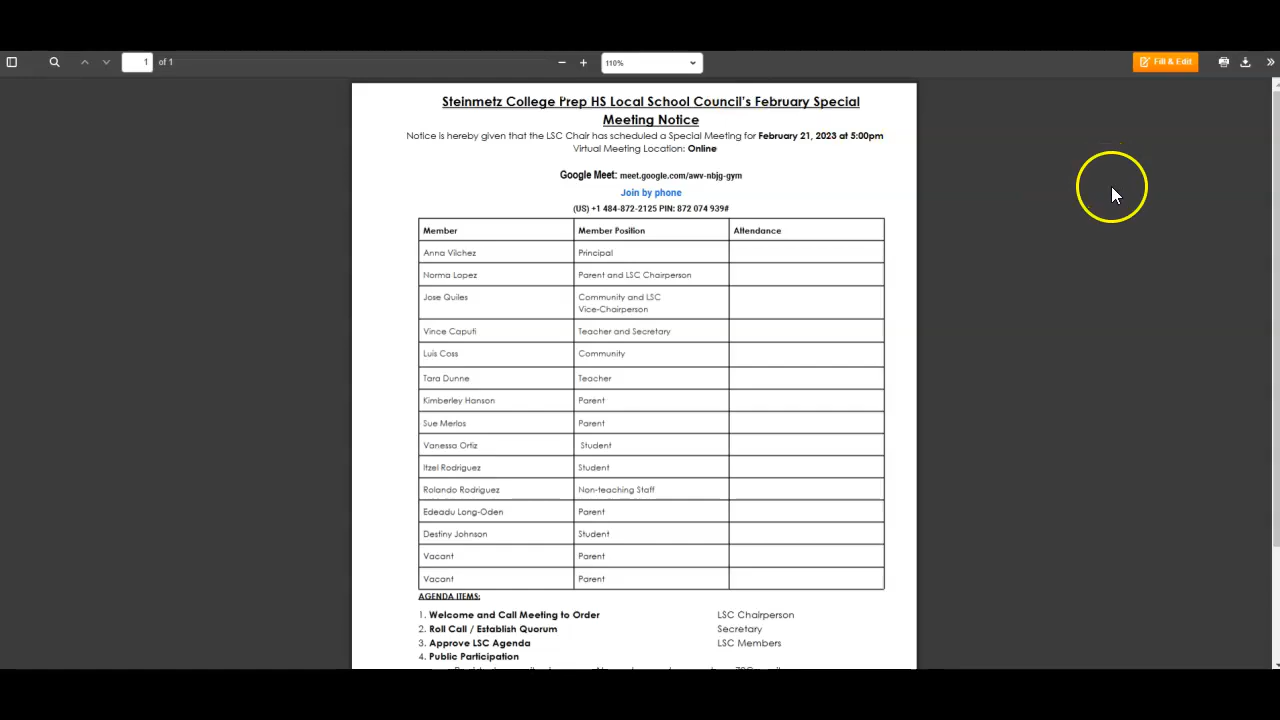 1 of 1
110%
Fill & Edit
Steinmetz College Prep HS Local School Council's February Special
Meeting Notice
Notice is hereby given that the LSC Chair has scheduled a Special Meeting for February 21, 2023 at 5:00pm
Virtual Meeting Location: Online
Google Meet: meet.google.com/awv-nbjg-gym
Join by phone
(US) +1 484-872-2125 PIN: 872 074 939#
Member Member Position Attendance
Anna Vilchez Principal
Norma Lopez Parent and LSC Chairperson
Jose Quiles Community and LSC
Vice-Chairperson
Vince Caputi Teacher and Secretary
Luis Coss Community
Tara Dunne Teacher
Kimberley Hanson Parent
Sue Merlos Parent
Vanessa Ortiz Student
Itzel Rodriguez Student
Rolando Rodriguez Non-teaching Staff
Edeadu Long-Oden Parent
Destiny Johnson Student
Vacant Parent
Vacant Parent
AGENDA ITEMS:
1. Welcome and Call Meeting to Order LSC Chairperson
2. Roll Call / Establish Quorum Secretary
3. Approve LSC Agenda LSC Members
4. Public Participation